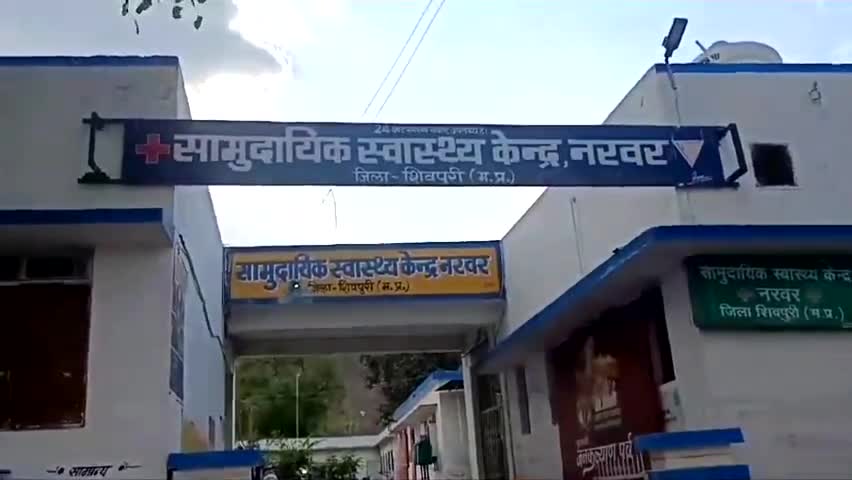 सामुदायिक स्वास्थ्य केन्द्र, नरवर
जिला - शिवपुरी (म.प्र.)
सामुदायिक स्वास्थ्य केन्द्र नरवर
जिला - शिवपुरी (म.प्र.)
सामुदायिक स्वास्थ्य केन्द्र
नरवर
जिला शिवपुरी (म.प्र.)
सामान्य